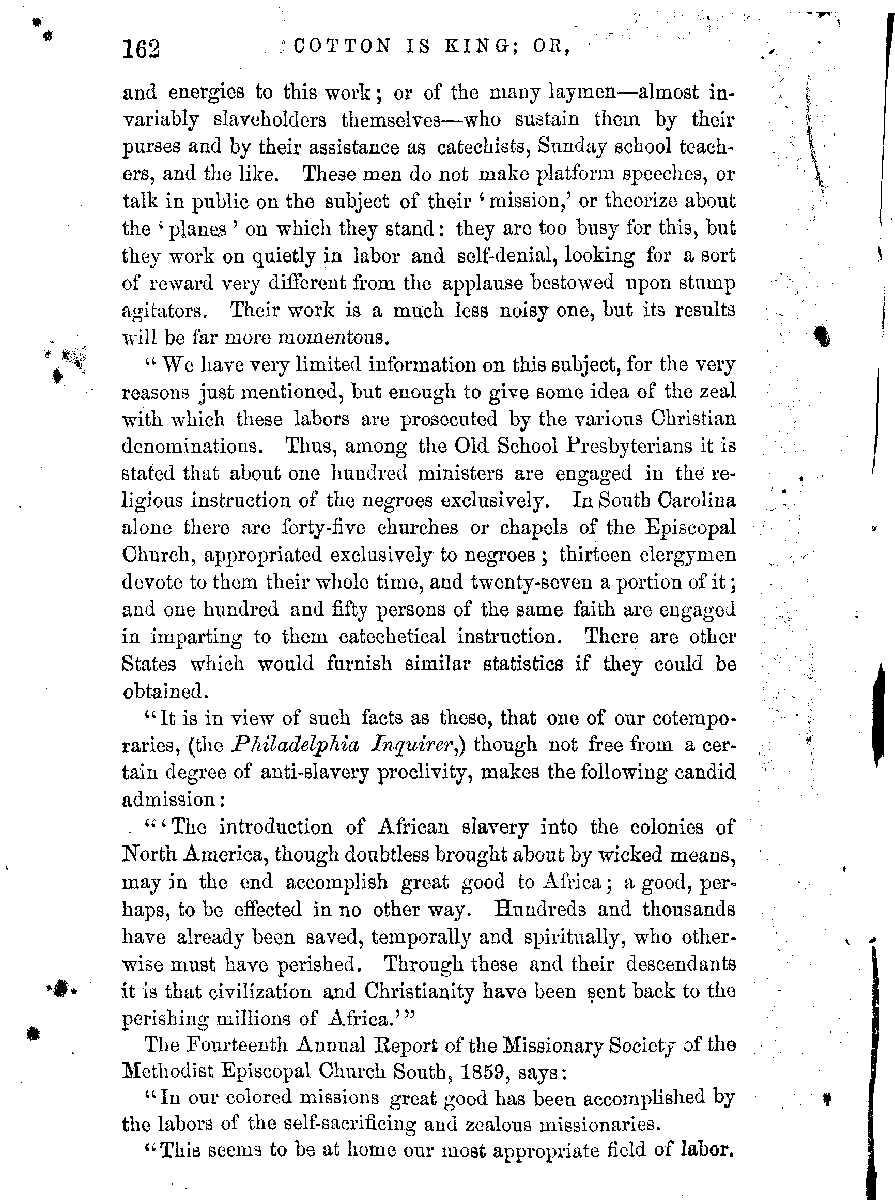 162 COTTON IS KING; OR,
and energies to this work; or of the many laymen—almost in-
variably slaveholders themselves—who sustain them by their
purses and by their assistance as catechists, Sunday school teach-
ers, and the like. These men do not make platform speeches, or
talk in public on the subject of their ‘mission,’ or theorize about
the ‘planes’ on which they stand: they are too busy for this, but
they work on quietly in labor and self-denial, looking for a sort
of reward very different from the applause bestowed upon stump
agitators. Their work is a much less noisy one, but its results
will be far more momentous.
“We have very limited information on this subject, for the very
reasons just mentioned, but enough to give some idea of the zeal
with which these labors are prosecuted by the various Christian
denominations. Thus, among the Old School Presbyterians it is
stated that about one hundred ministers are engaged in the re-
ligious instruction of the negroes exclusively. In South Carolina
alone there are forty-five churches or chapels of the Episcopal
Church, appropriated exclusively to negroes; thirteen clergymen
devote to them their whole time, and twenty-seven a portion of it;
and one hundred and fifty persons of the same faith are engaged
in imparting to them catechetical instruction. There are other
States which would furnish similar statistics if they could be
obtained.
“It is in view of such facts as these, that one of our cotempo-
raries, (the Philadelphia Inquirer,) though not free from a cer-
tain degree of anti-slavery proclivity, makes the following candid
admission:
“‘The introduction of African slavery into the colonies of
North America, though doubtless brought about by wicked means,
may in the end accomplish great good to Africa; a good, per-
haps, to be effected in no other way. Hundreds and thousands
have already been saved, temporally and spiritually, who other-
wise must have perished. Through these and their descendants
it is that civilization and Christianity have been sent back to the
perishing millions of Africa.’”
The Fourteenth Annual Report of the Missionary Society of the
Methodist Episcopal Church South, 1859, says:
“In our colored missions great good has been accomplished by
the labors of the self-sacrificing and zealous missionaries.
“This seems to be at home our most appropriate field of labor.